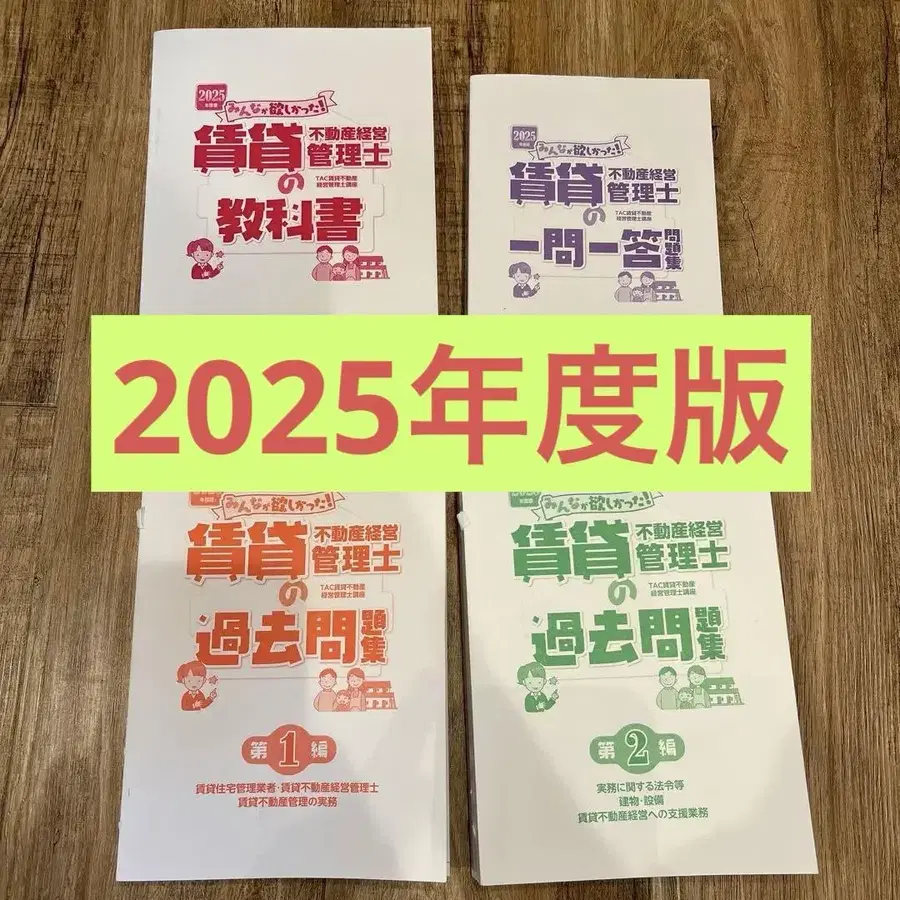 2025
年度版
みんなが欲しかった!
賃貸不動産経営管理士
の
TAC賃貸不動産
経営管理士講座
教科書
2025
年度版
みんなが欲しかった!
賃貸不動産経営管理士
の
TAC賃貸不動産
経営管理士講座
一問一答問題集
2025年度版
みんなが欲しかった!
賃貸不動産経営管理士
の
TAC賃貸不動産
経営管理士講座
過去問題集
第1編
賃貸住宅管理業者・賃貸不動産経営管理士
賃貸不動産管理の実務
みんなが欲しかった!
賃貸不動産経営管理士
の
TAC賃貸不動産
経営管理士講座
過去問題集
第2編
実務に関する法令等
建物・設備
賃貸不動産経営への支援業務